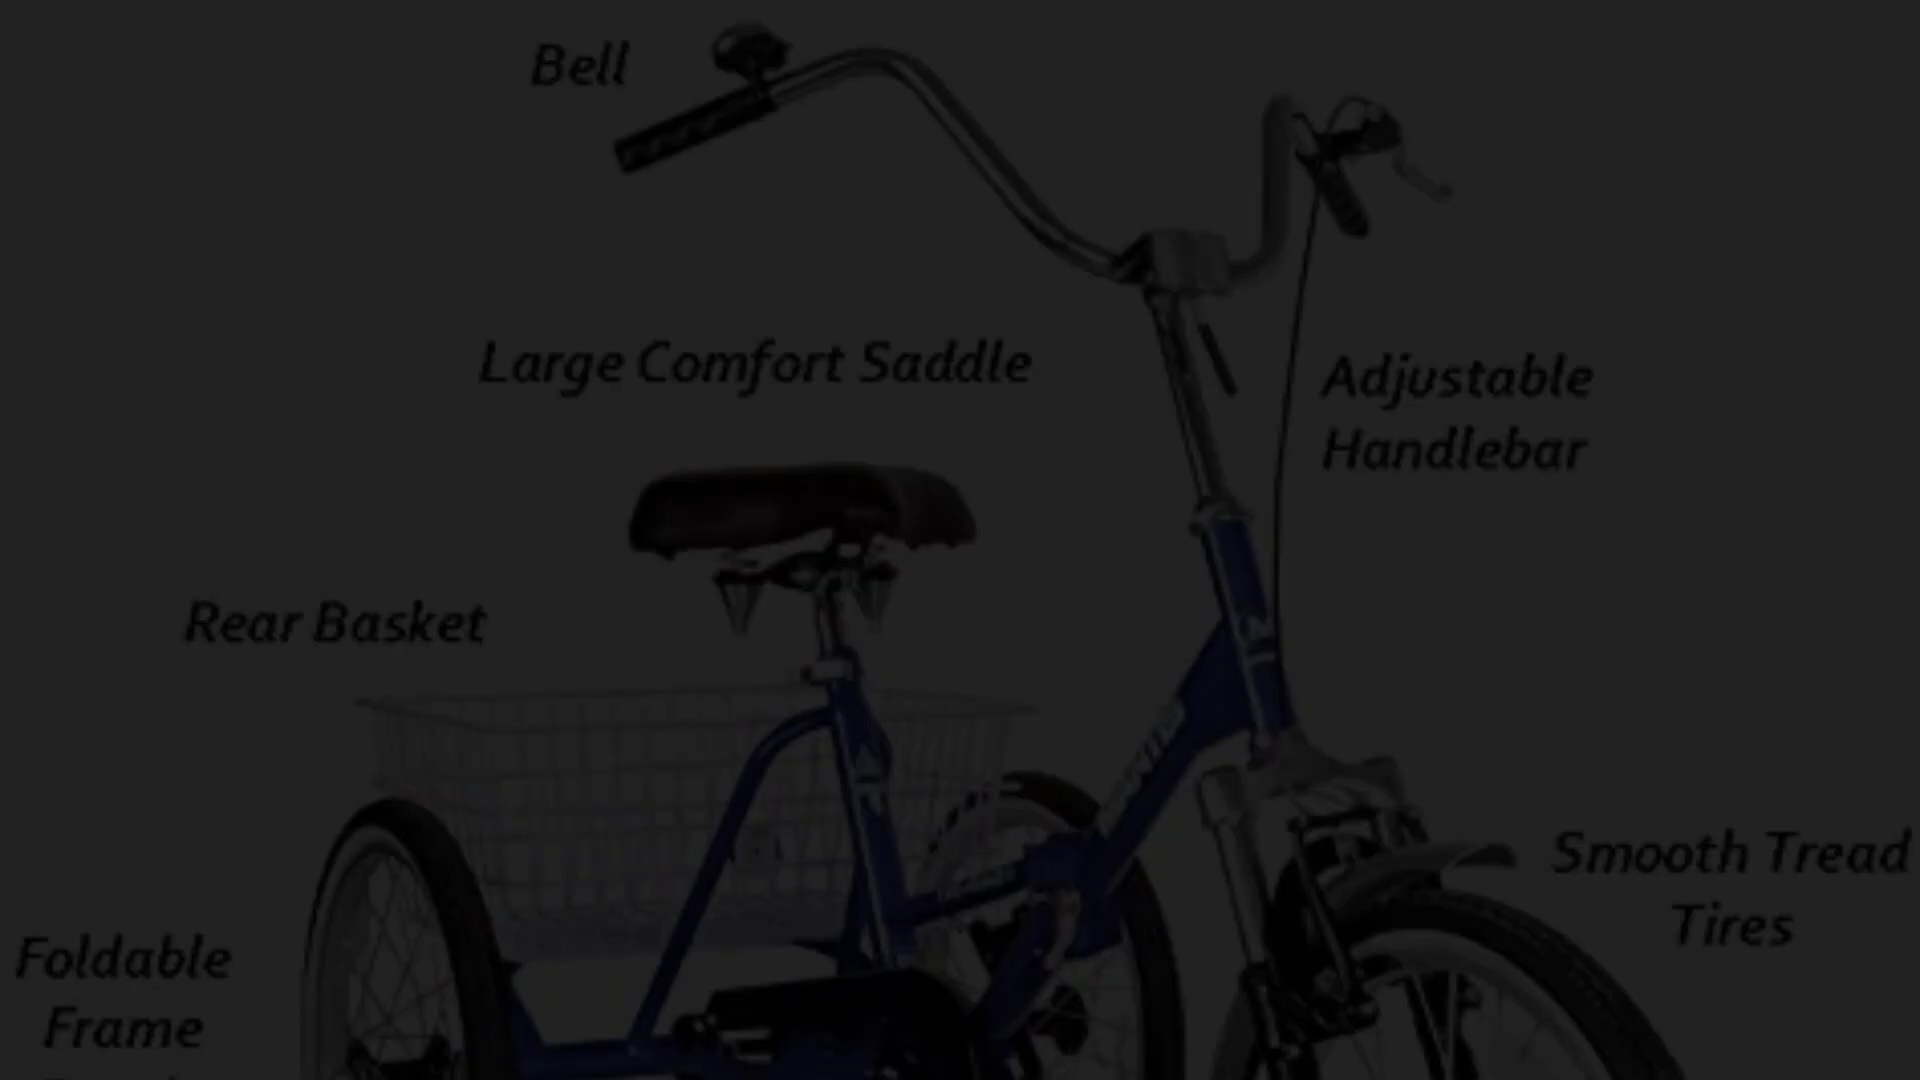 Bell
Large Comfort Saddle
Adjustable
Handlebar
Rear Basket
Smooth Tread
Tires
Foldable
Frame